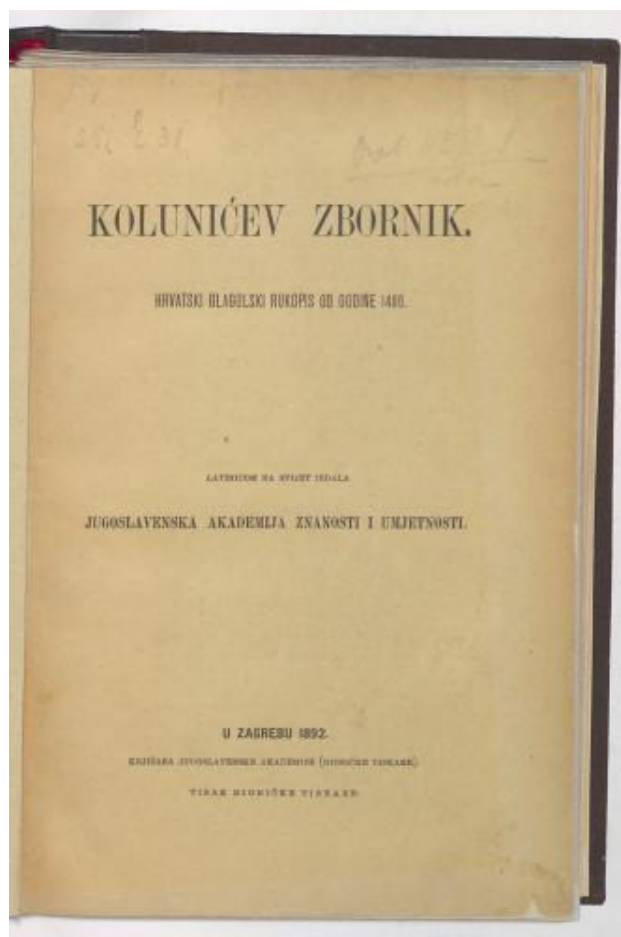 KOLUNIĆEV ZBORNIK.
HRVATSKI GLAGOLSKI RUKOPIS OD GODINE 1486.
LATINICOM NA SVIJET IZDALA
JUGOSLAVENSKA AKADEMIJA ZNANOSTI I UMJETNOSTI.
U ZAGREBU 1892.
KNJIŽARA JUGOSLAVENSKE AKADEMIJE (DIONIČKE TISKARE).
TISAK DIONIČKE TISKARE.